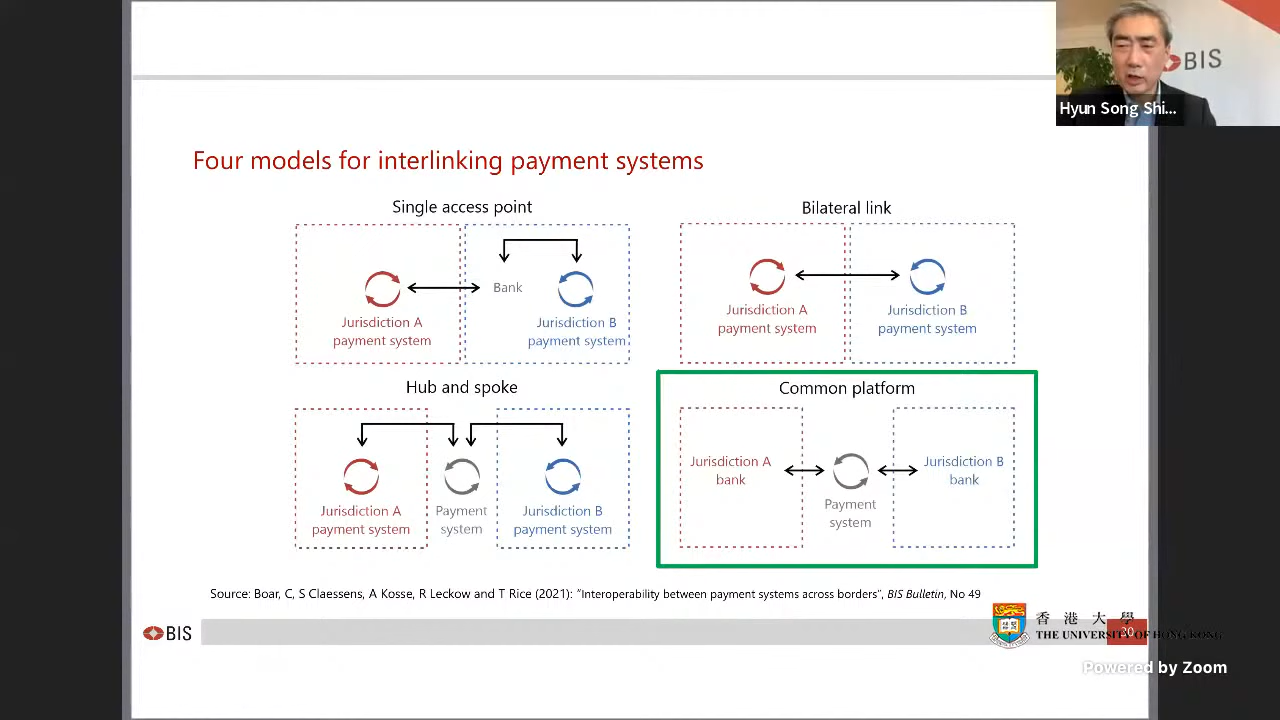 BIS
Hyun Song Shi...
Four models for interlinking payment systems
Single access point
Bank
Jurisdiction A
payment system
Jurisdiction B
payment system
Bilateral link
Jurisdiction A
payment system
Jurisdiction B
payment system
Hub and spoke
Jurisdiction A
payment system
Payment
system
Jurisdiction B
payment system
Common platform
Jurisdiction A
bank
Payment
system
Jurisdiction B
bank
Source: Boar, C, S Claessens, A Kosse, R Leckow and T Rice (2021): "Interoperability between payment systems across borders", BIS Bulletin, No 49
BIS
香港大學
THE UNIVERSITY OF HONG KONG
20
Powered by Zoom